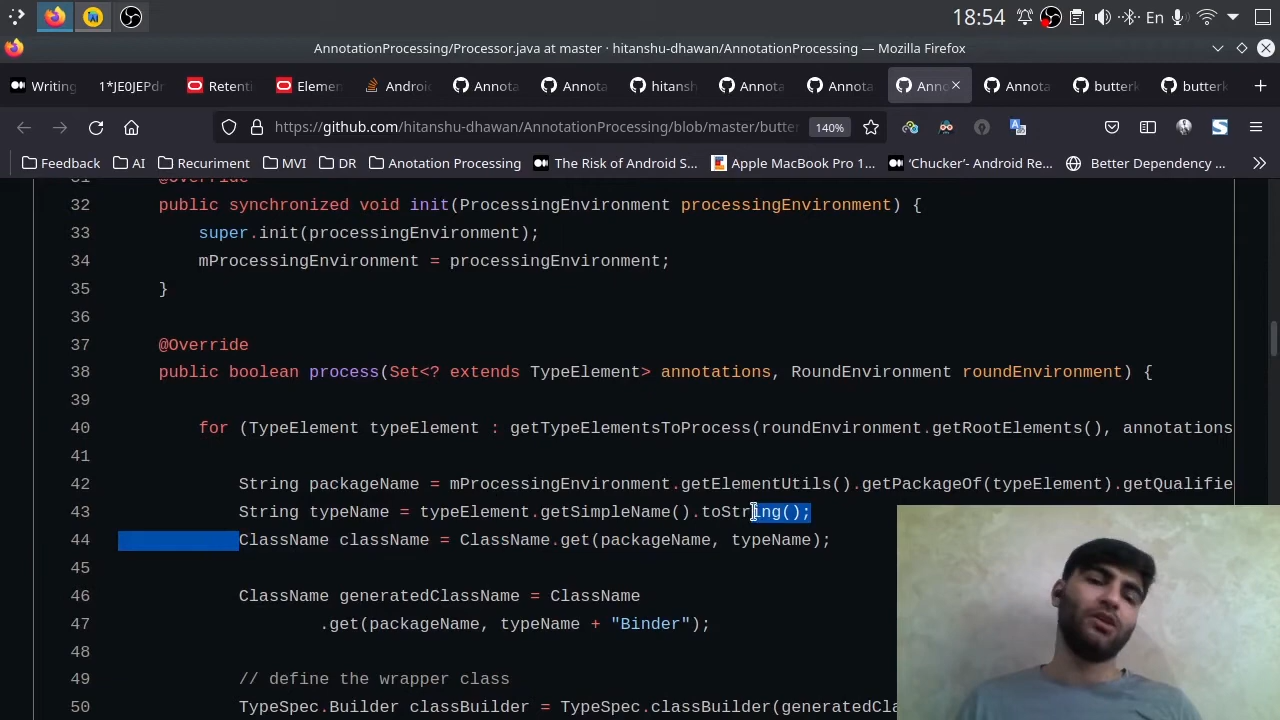 18:54 En
AnnotationProcessing/Processor.java at master · hitanshu-dhawan/AnnotationProcessing — Mozilla Firefox
Writing 1*JE0JEPdr Retenti Elemen Android Annota Annota hitansh Annota Annota Anno Annota butterk butterk
https://github.com/hitanshu-dhawan/AnnotationProcessing/blob/master/butter 140%
Feedback AI Recruriment MVI DR Anotation Processing The Risk of Android S... Apple MacBook Pro 1... ‘Chucker’- Android Re... Better Dependency ...
31 @Override
32 public synchronized void init(ProcessingEnvironment processingEnvironment) {
33 super.init(processingEnvironment);
34 mProcessingEnvironment = processingEnvironment;
35 }
36
37 @Override
38 public boolean process(Set<? extends TypeElement> annotations, RoundEnvironment roundEnvironment) {
39
40 for (TypeElement typeElement : getTypeElementsToProcess(roundEnvironment.getRootElements(), annotations
41
42 String packageName = mProcessingEnvironment.getElementUtils().getPackageOf(typeElement).getQualifie
43 String typeName = typeElement.getSimpleName().toString();
44 ClassName className = ClassName.get(packageName, typeName);
45
46 ClassName generatedClassName = ClassName
47 .get(packageName, typeName + "Binder");
48
49 // define the wrapper class
50 TypeSpec.Builder classBuilder = TypeSpec.classBuilder(generatedCla